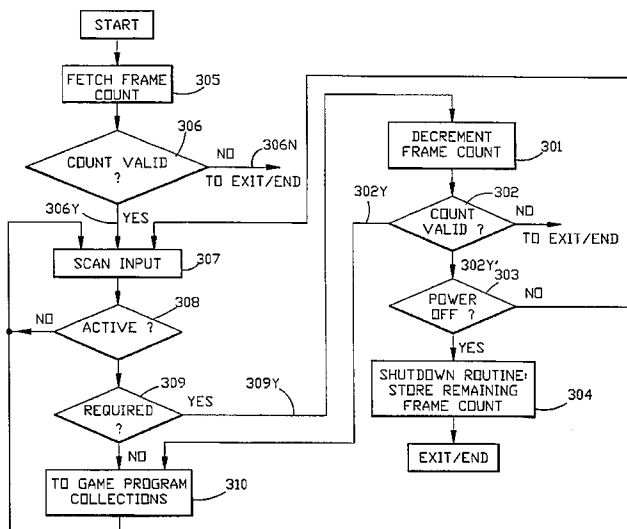 START
FETCH FRAME
COUNT
305
306
COUNT VALID
?
NO
306N
TO EXIT/END
306Y
YES
SCAN INPUT
307
308
ACTIVE ?
NO
309
REQUIRED
?
YES
309Y
NO
TO GAME PROGRAM
COLLECTIONS
310
DECREMENT
FRAME COUNT
301
302Y
302
COUNT
VALID ?
NO
TO EXIT/END
302Y'
303
POWER
OFF ?
NO
YES
SHUTDOWN ROUTINE:
STORE REMAINING
FRAME COUNT
304
EXIT/END